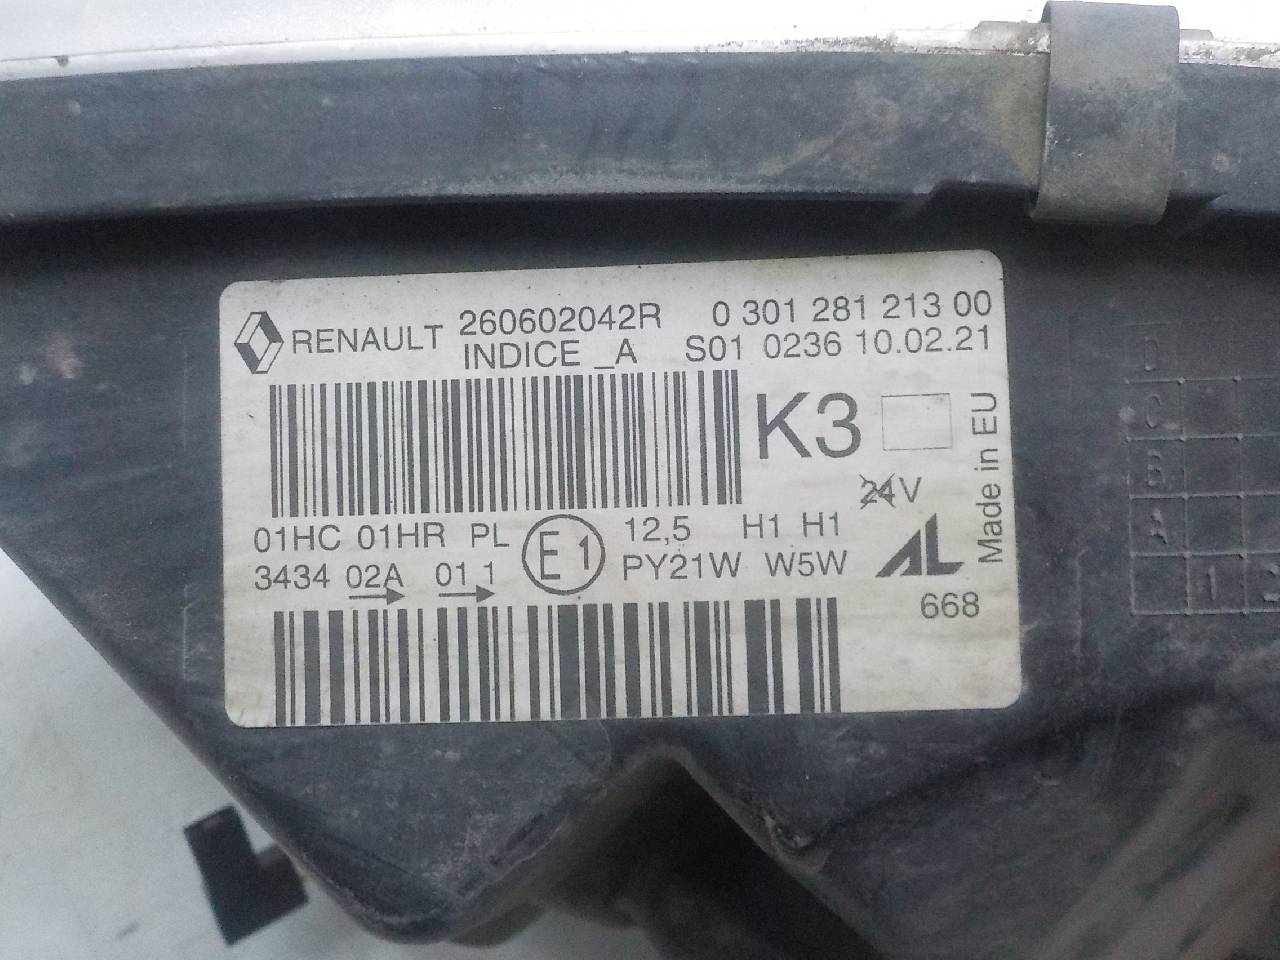 RENAULT 260602042R 0 301 281 213 00
INDICE _A S01 0236 10.02.21
K3
Made in EU
24V
01HC 01HR PL E1 12,5 H1 H1
3434 02A 01 1 PY21W W5W AL
668
D
C
B
A
1 2